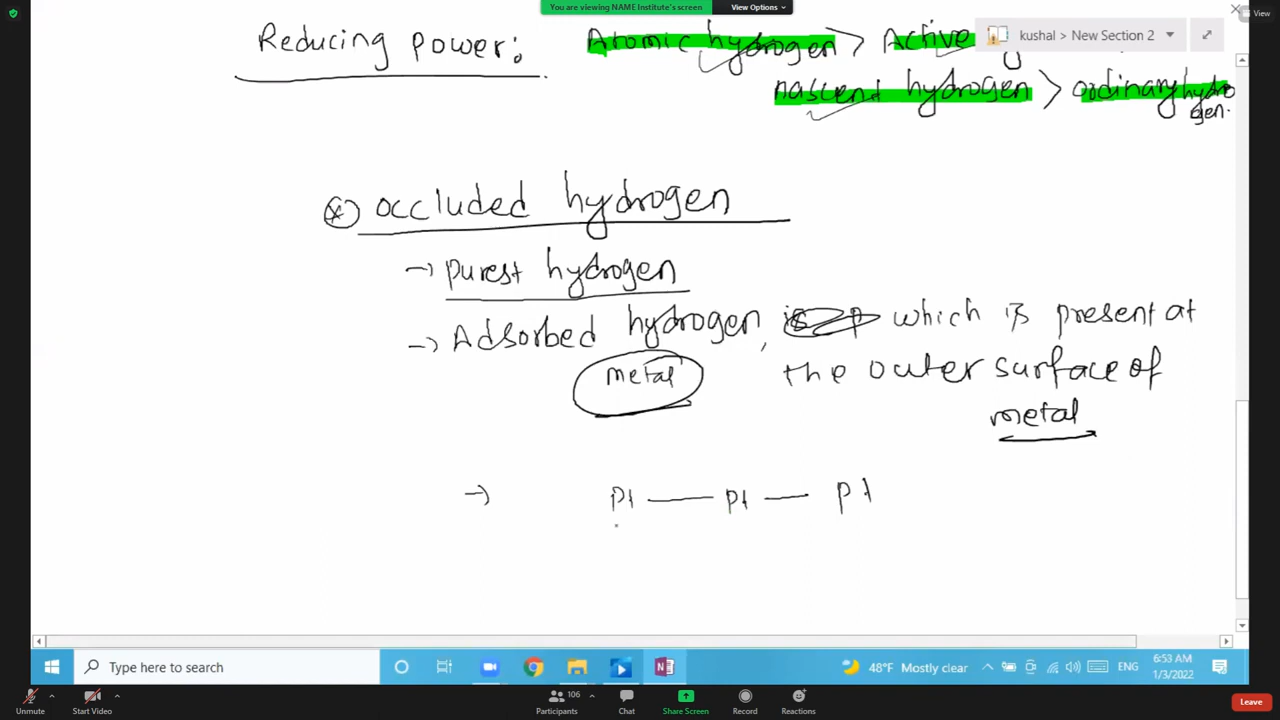 You are viewing NAME Institute's screen
View Options
View
Reducing power:
Atomic hydrogen > Active
kushal > New Section 2
nascent hydrogen > ordinary hydro
gen.
occluded hydrogen
→ purest hydrogen
→ Adsorbed hydrogen, which is present at
metal
the outer surface of
metal
→ pt — pt — pt
Type here to search
48°F Mostly clear
ENG
6:53 AM
1/3/2022
Unmute
Start Video
106
Participants
Chat
Share Screen
Record
Reactions
Leave